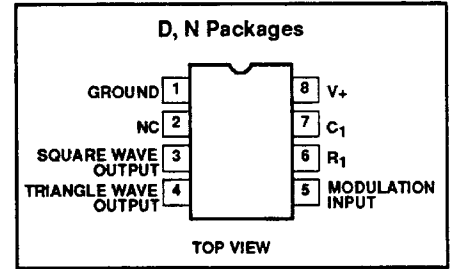 D, N Packages
GROUND 1 8 V+
NC 2 7 C1
SQUARE WAVE OUTPUT 3 6 R1
TRIANGLE WAVE OUTPUT 4 5 MODULATION INPUT
TOP VIEW